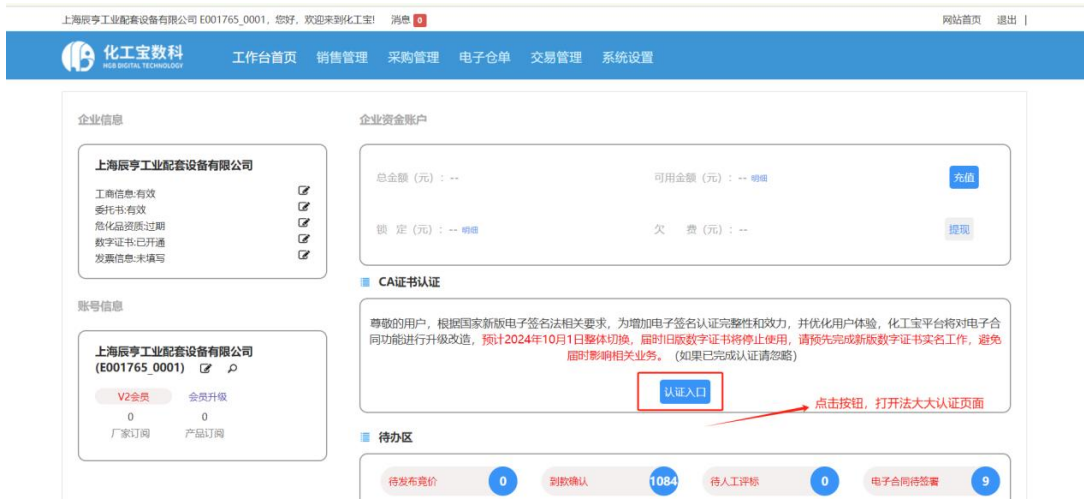 上海辰亨工业配套设备有限公司 E001765_0001，您好，欢迎来到化工宝! 消息 0 网站首页 退出 |
化工宝数科
HGB DIGITAL TECHNOLOGY
工作台首页 销售管理 采购管理 电子仓单 交易管理 系统设置
企业信息
上海辰亨工业配套设备有限公司
工商信息:有效
委托书:有效
危化品资质:过期
数字证书:已开通
发票信息:未填写
账号信息
上海辰亨工业配套设备有限公司
(E001765_0001)
V2会员 会员升级
0 0
厂家订阅 产品订阅
企业资金账户
总金额 (元) : -- 可用金额 (元) : -- 明细 充值
锁 定 (元) : -- 明细 欠 费 (元) : -- 提现
CA证书认证
尊敬的用户，根据国家新版电子签名法相关要求，为增加电子签名认证完整性和效力，并优化用户体验，化工宝平台将对电子合
同功能进行升级改造，预计2024年10月1日整体切换，届时旧版数字证书将停止使用，请预先完成新版数字证书实名工作，避免
届时影响相关业务。 (如果已完成认证请忽略)
认证入口
点击按钮，打开法大大认证页面
待办区
待发布竞价 0 到款确认 1084 待人工评标 0 电子合同待签署 9